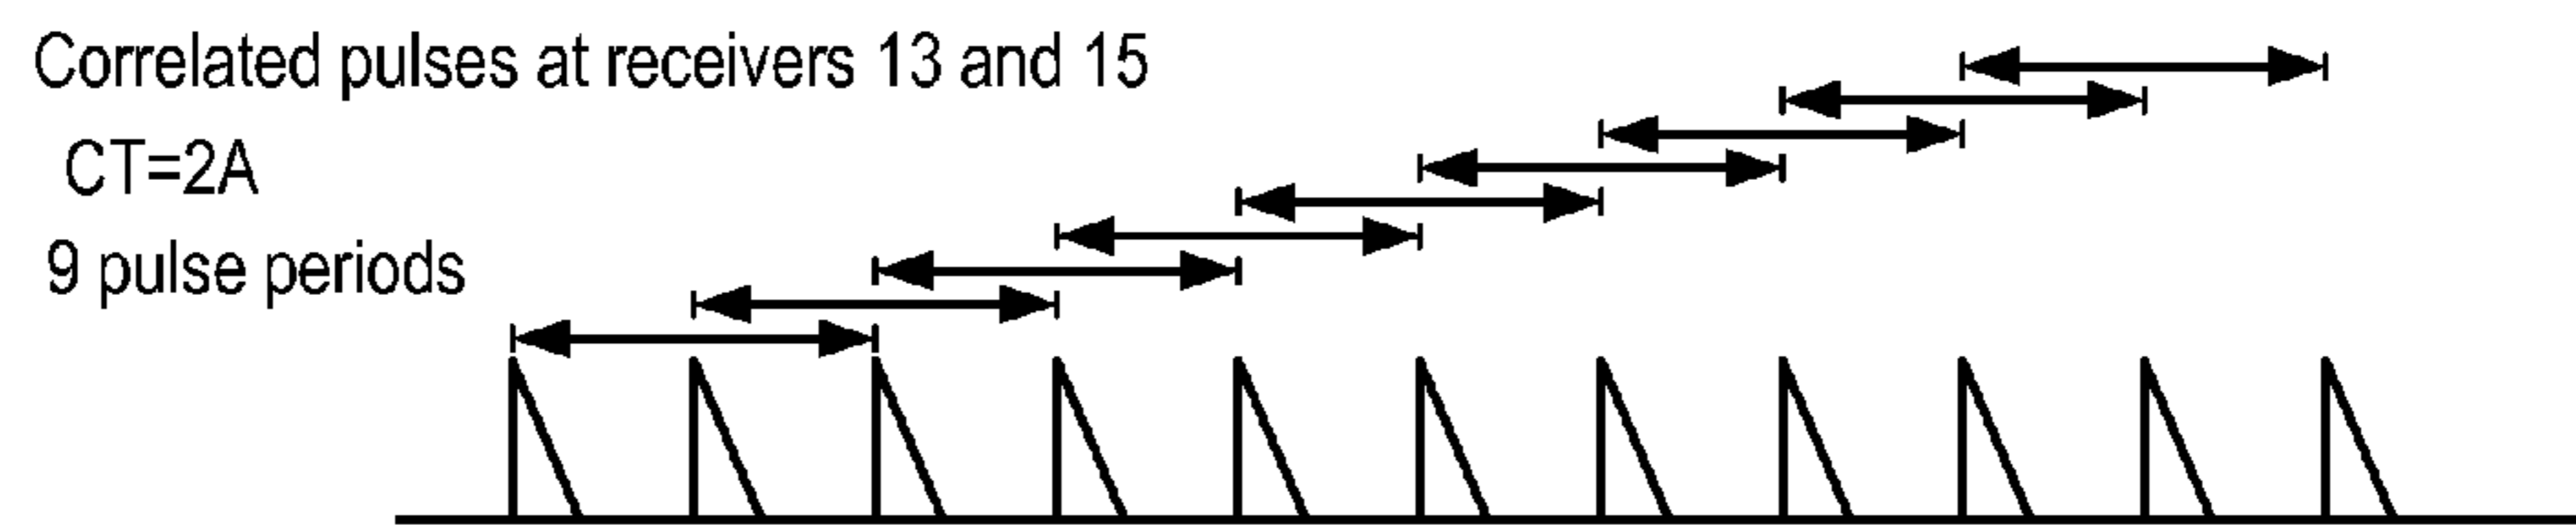 Correlated pulses at receivers 13 and 15
CT=2A
9 pulse periods